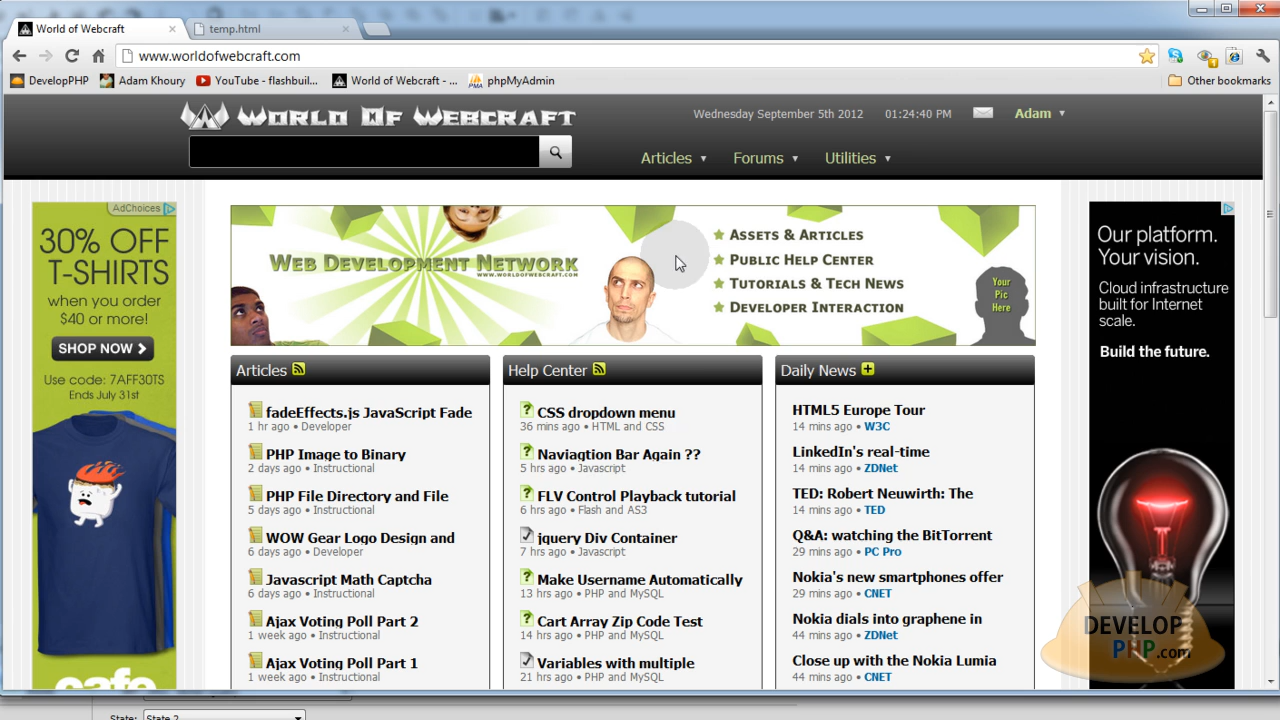 World of Webcraft
temp.html
www.worldofwebcraft.com
DevelopPHP
Adam Khoury
YouTube - flashbuil...
World of Webcraft - ...
phpMyAdmin
Other bookmarks
World Of Webcraft
Wednesday September 5th 2012
01:24:40 PM
Adam
Articles
Forums
Utilities
AdChoices
30% OFF
T-SHIRTS
when you order
$40 or more!
SHOP NOW
Use code: 7AFF30TS
Ends July 31st
Web Development Network
www.worldofwebcraft.com
Assets & Articles
Public Help Center
Tutorials & Tech News
Developer Interaction
Your
Pic
Here
Our platform.
Your vision.
Cloud infrastructure
built for Internet
scale.
Build the future.
Articles
fadeEffects.js JavaScript Fade
1 hr ago • Developer
PHP Image to Binary
2 days ago • Instructional
PHP File Directory and File
5 days ago • Instructional
WOW Gear Logo Design and
6 days ago • Developer
Javascript Math Captcha
6 days ago • Instructional
Ajax Voting Poll Part 2
1 week ago • Instructional
Ajax Voting Poll Part 1
1 week ago • Instructional
Help Center
CSS dropdown menu
36 mins ago • HTML and CSS
Naviagtion Bar Again ??
5 hrs ago • Javascript
FLV Control Playback tutorial
6 hrs ago • Flash and AS3
jquery Div Container
7 hrs ago • Javascript
Make Username Automatically
13 hrs ago • PHP and MySQL
Cart Array Zip Code Test
14 hrs ago • PHP and MySQL
Variables with multiple
21 hrs ago • PHP and MySQL
Daily News
HTML5 Europe Tour
14 mins ago • W3C
LinkedIn's real-time
14 mins ago • ZDNet
TED: Robert Neuwirth: The
14 mins ago • TED
Q&A: watching the BitTorrent
29 mins ago • PC Pro
Nokia's new smartphones offer
29 mins ago • CNET
Nokia dials into graphene in
44 mins ago • ZDNet
Close up with the Nokia Lumia
44 mins ago • CNET
DEVELOP
PHP.com
State:
State 2